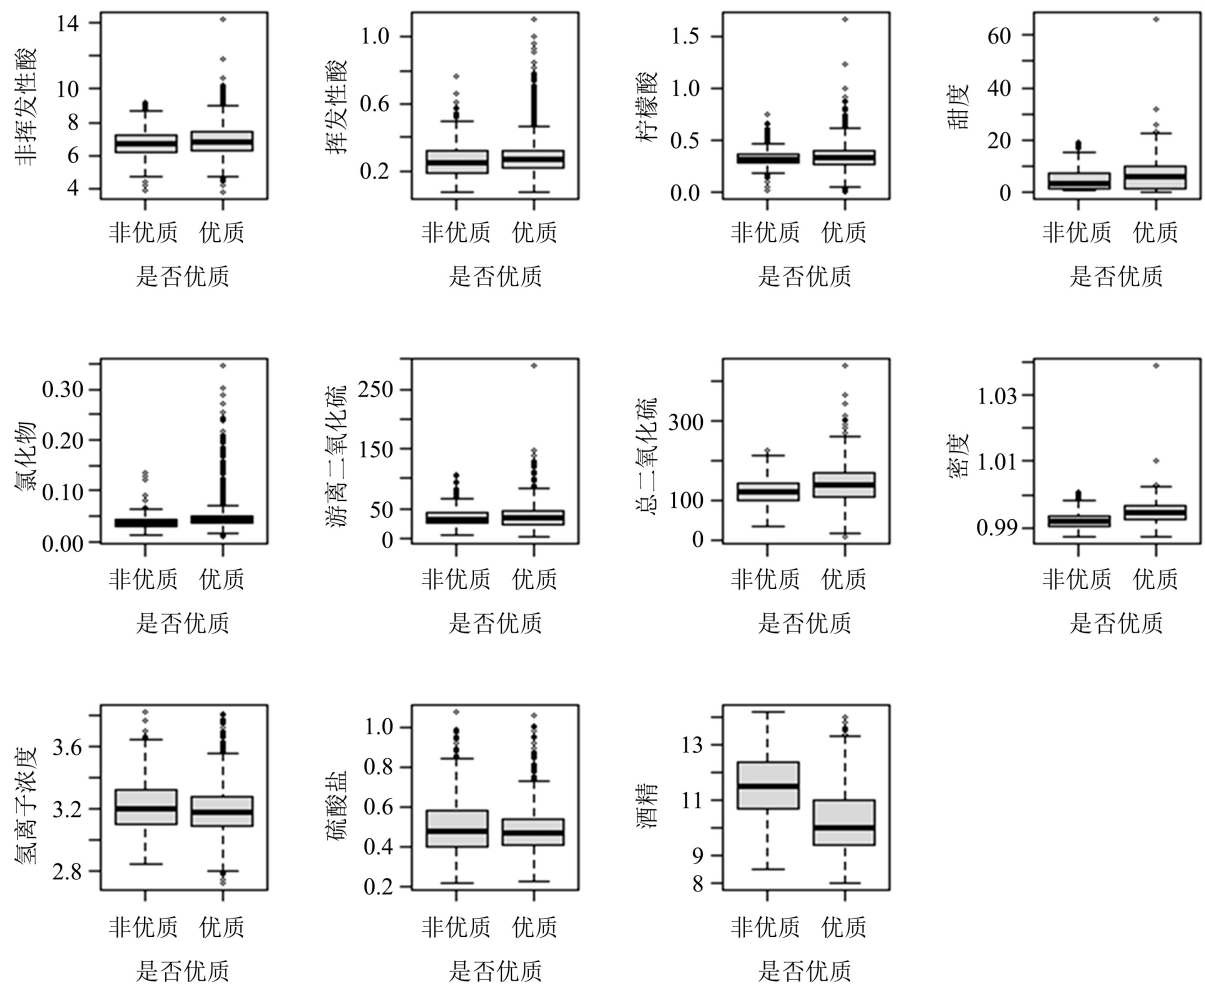 非挥发性酸
14
10
8
6
4
非优质 优质
是否优质
挥发性酸
1.0
0.6
0.2
非优质 优质
是否优质
柠檬酸
1.5
1.0
0.5
0.0
非优质 优质
是否优质
甜度
60
40
20
0
非优质 优质
是否优质
氯化物
0.30
0.20
0.10
0.00
非优质 优质
是否优质
游离二氧化硫
250
150
50
0
非优质 优质
是否优质
总二氧化硫
300
100
0
非优质 优质
是否优质
密度
1.03
1.01
0.99
非优质 优质
是否优质
氢离子浓度
3.6
3.2
2.8
非优质 优质
是否优质
硫酸盐
1.0
0.8
0.6
0.4
0.2
非优质 优质
是否优质
酒精
13
11
9
8
非优质 优质
是否优质